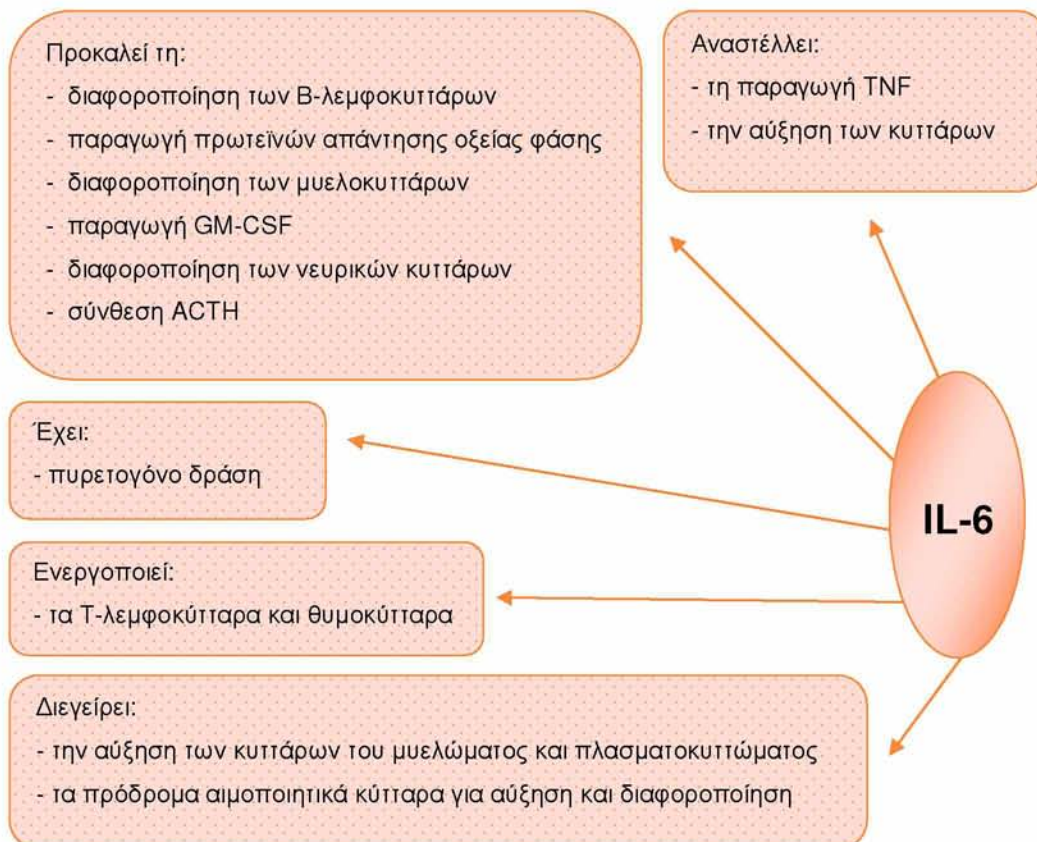 Προκαλεί τη:
- διαφοροποίηση των Β-λεμφοκυττάρων
- παραγωγή πρωτεϊνών απάντησης οξείας φάσης
- διαφοροποίηση των μυελοκυττάρων
- παραγωγή GM-CSF
- διαφοροποίηση των νευρικών κυττάρων
- σύνθεση ACTH
Αναστέλλει:
- τη παραγωγή TNF
- την αύξηση των κυττάρων
Έχει:
- πυρετογόνο δράση
IL-6
Ενεργοποιεί:
- τα Τ-λεμφοκύτταρα και θυμοκύτταρα
Διεγείρει:
- την αύξηση των κυττάρων του μυελώματος και πλασματοκυττώματος
- τα πρόδρομα αιμοποιητικά κύτταρα για αύξηση και διαφοροποίηση